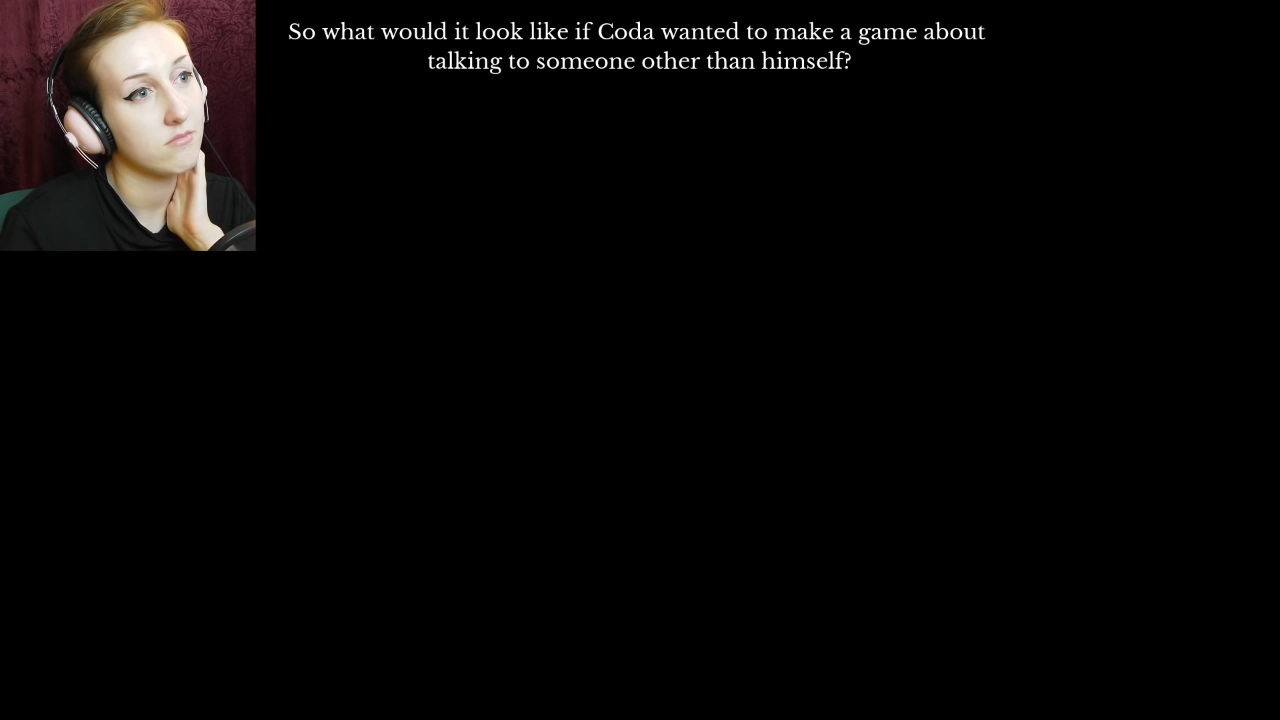 So what would it look like if Coda wanted to make a game about
talking to someone other than himself?